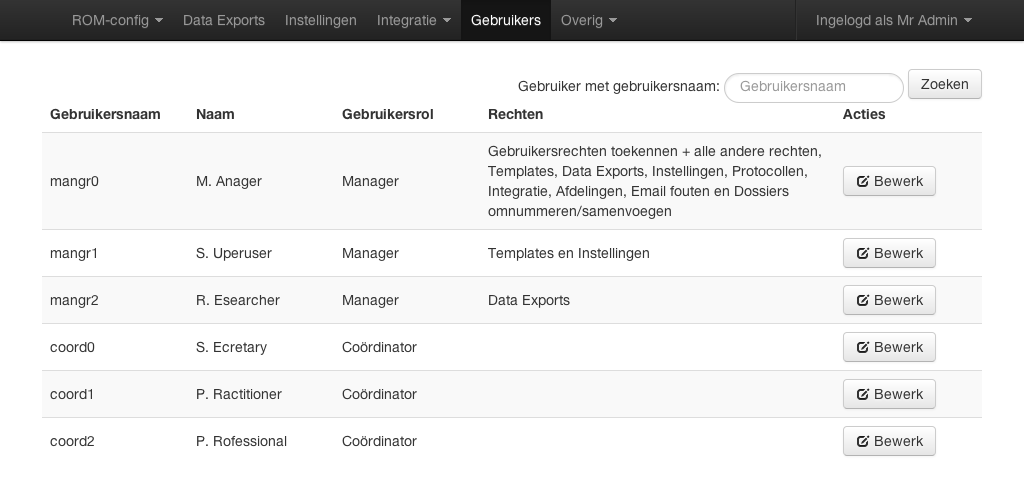 ROM-config Data Exports Instellingen Integratie Gebruikers Overig Ingelogd als Mr Admin
Gebruiker met gebruikersnaam: Gebruikersnaam Zoeken
Gebruikersnaam Naam Gebruikersrol Rechten Acties
mangr0 M. Anager Manager Gebruikersrechten toekennen + alle andere rechten,
Templates, Data Exports, Instellingen, Protocollen,
Integratie, Afdelingen, Email fouten en Dossiers
omnummeren/samenvoegen
Bewerk
mangr1 S. Uperuser Manager Templates en Instellingen Bewerk
mangr2 R. Esearcher Manager Data Exports Bewerk
coord0 S. Ecretary Coördinator Bewerk
coord1 P. Ractitioner Coördinator Bewerk
coord2 P. Rofessional Coördinator Bewerk